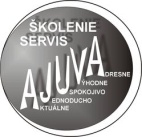 ŠKOLENIE
SERVIS
AJUVA
ADRESNE
VÝHODNE
SPOKOJIVO
JEDNODUCHO
AKTUÁLNE